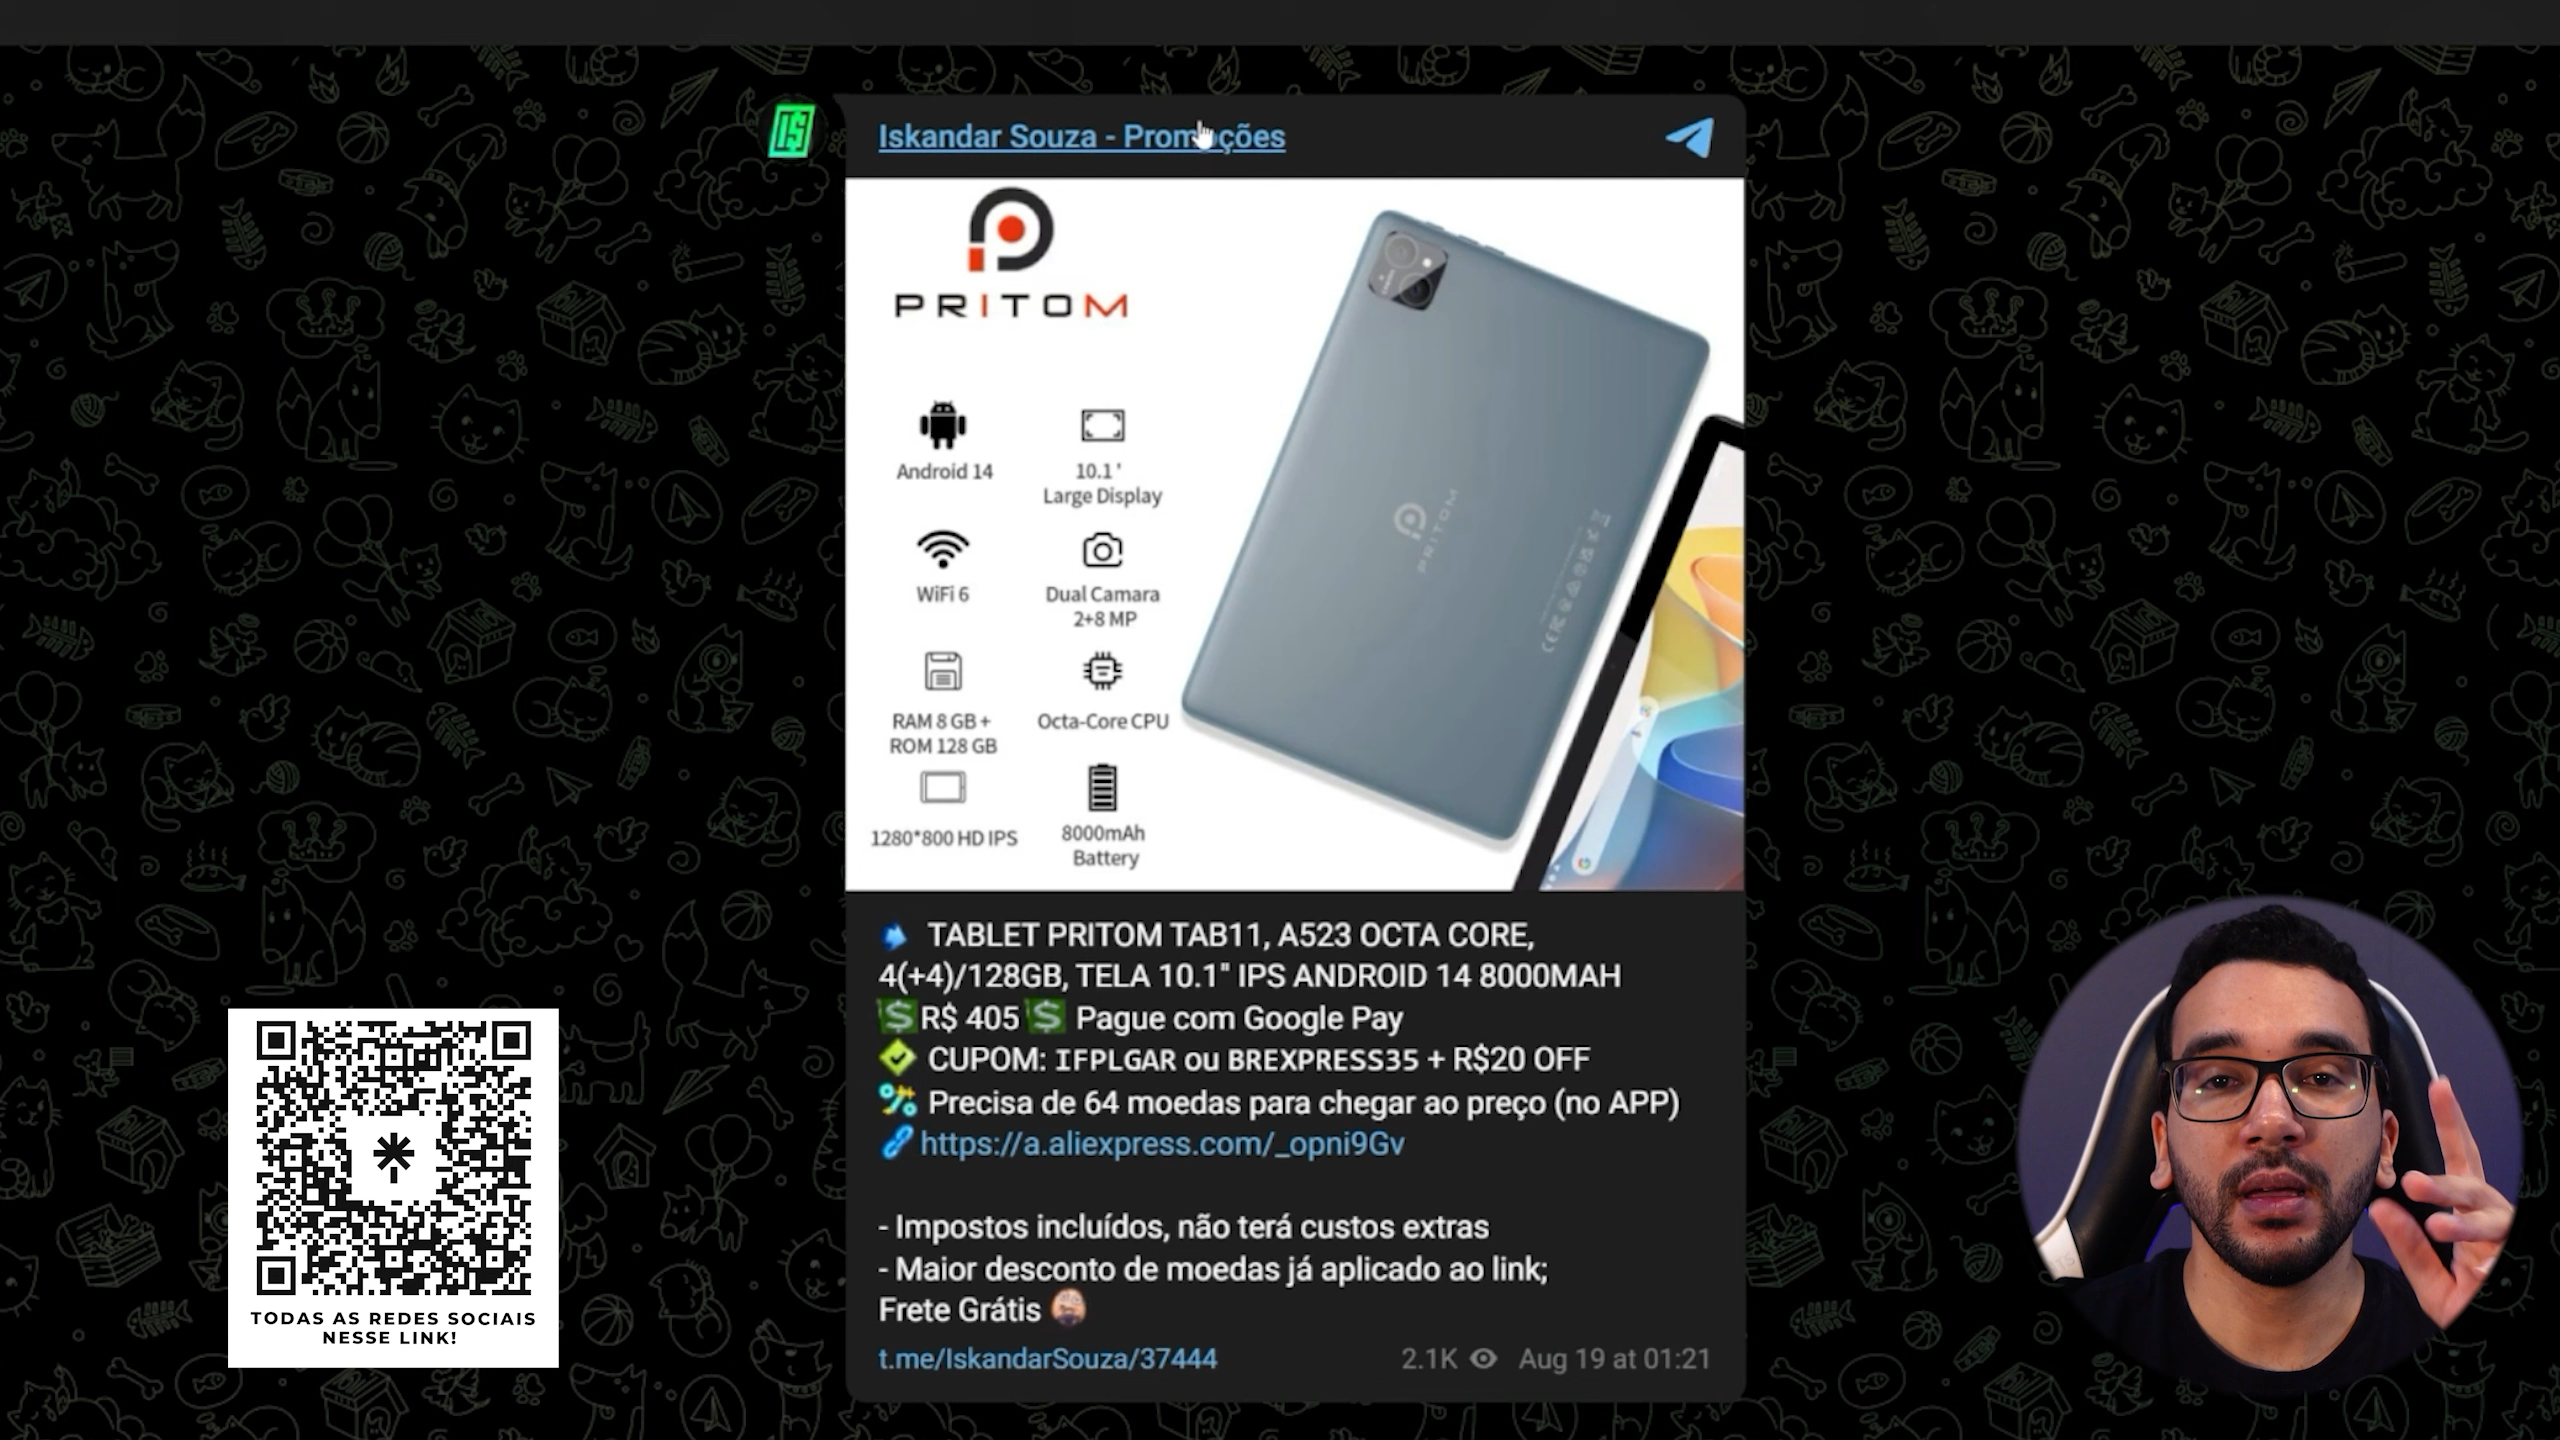 Iskandar Souza - Promoções
PRITOM
Android 14
10.1 '
Large Display
WiFi 6
Dual Camara
2+8 MP
RAM 8 GB +
ROM 128 GB
Octa-Core CPU
1280*800 HD IPS
8000mAh
Battery
PRITOM
TABLET PRITOM TAB11, A523 OCTA CORE,
4(+4)/128GB, TELA 10.1" IPS ANDROID 14 8000MAH
R$ 405 Pague com Google Pay
CUPOM: IFPLGAR ou BREXPRESS35 + R$20 OFF
Precisa de 64 moedas para chegar ao preço (no APP)
https://a.aliexpress.com/_opni9Gv
- Impostos incluídos, não terá custos extras
- Maior desconto de moedas já aplicado ao link;
Frete Grátis
t.me/IskandarSouza/37444
2.1K Aug 19 at 01:21
TODAS AS REDES SOCIAIS
NESSE LINK!